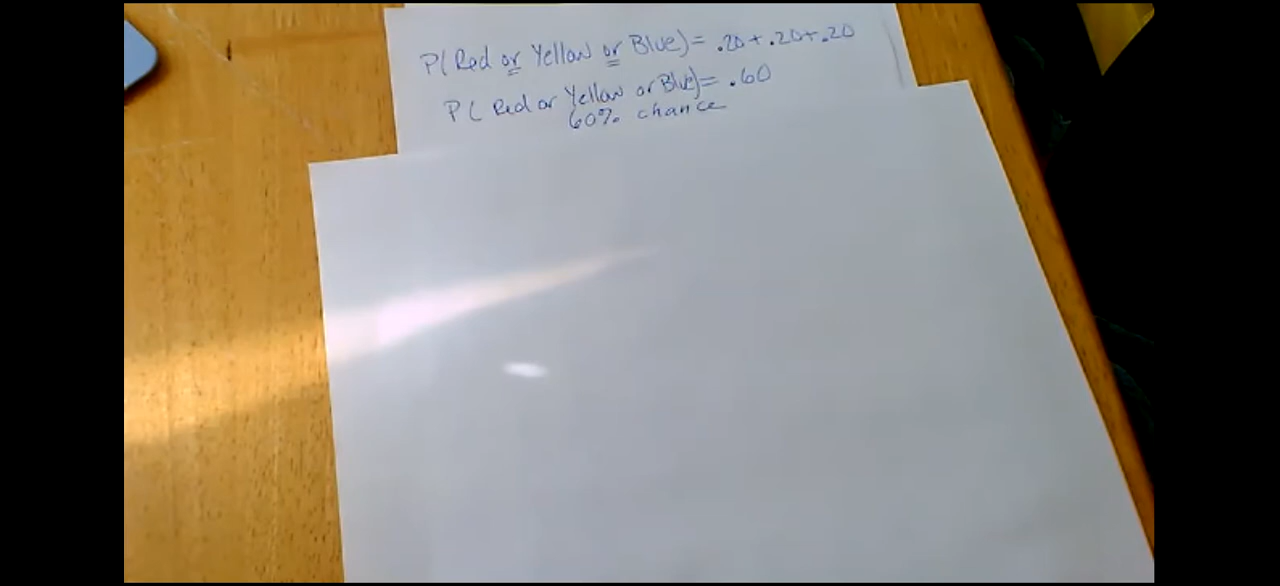 P(Red or Yellow or Blue)= .20+.20+.20
P( Red or Yellow or Blue)= .60
60% chance